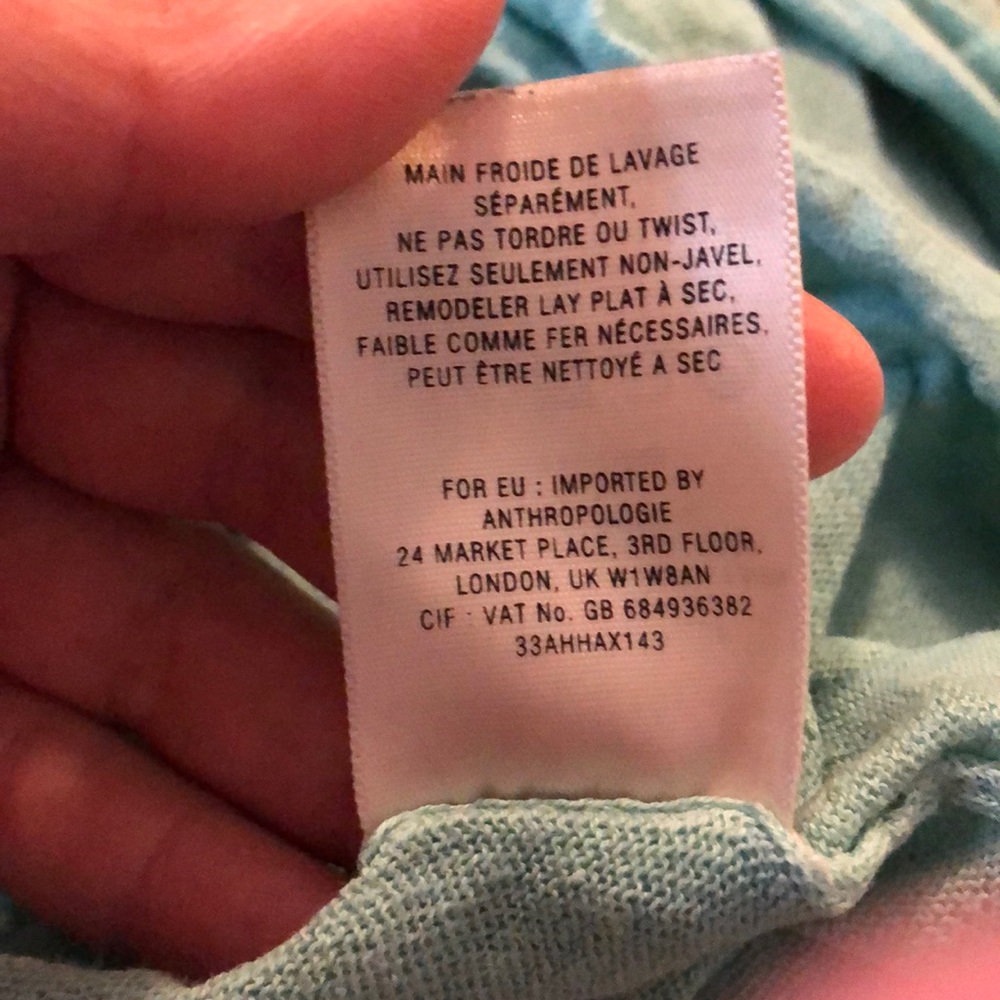 MAIN FROIDE DE LAVAGE
SÉPARÉMENT,
NE PAS TORDRE OU TWIST,
UTILISEZ SEULEMENT NON-JAVEL,
REMODELER LAY PLAT À SEC,
FAIBLE COMME FER NÉCESSAIRES,
PEUT ÊTRE NETTOYÉ A SEC
FOR EU : IMPORTED BY
ANTHROPOLOGIE
24 MARKET PLACE, 3RD FLOOR,
LONDON, UK W1W8AN
CIF : VAT No. GB 684936382
33AHHAX143